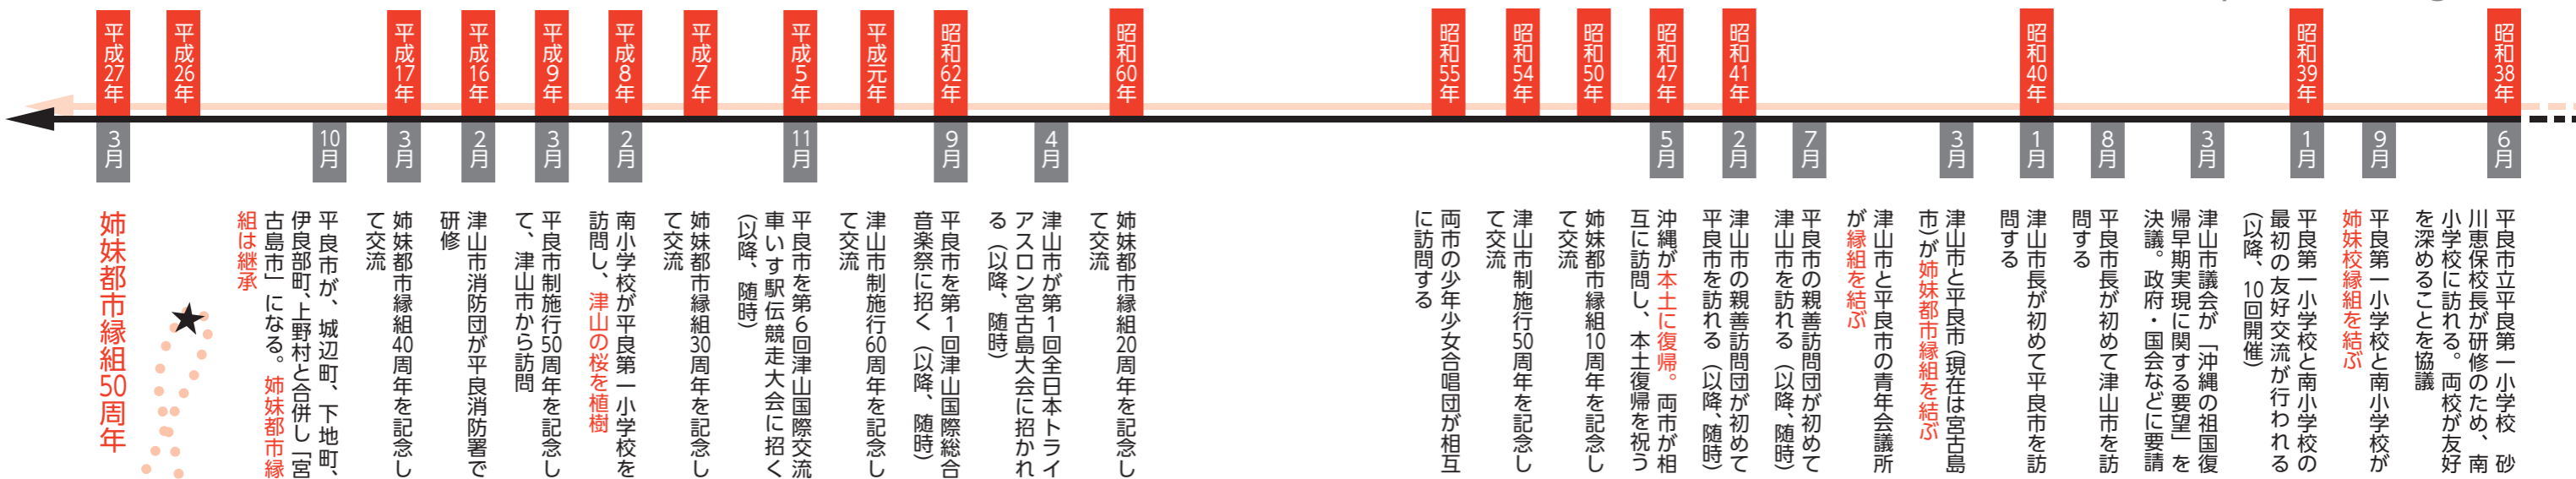 昭和38年
6月
平良市立平良第一小学校 砂
川恵保校長が研修のため、南
小学校に訪れる。両校が友好
を深めることを協議
9月
平良第一小学校と南小学校が
姉妹校縁組を結ぶ
昭和39年
1月
平良第一小学校と南小学校の
最初の友好交流が行われる
（以降、10回開催）
3月
津山市議会が「沖縄の祖国復
帰早期実現に関する要望」を
決議。政府・国会などに要請
8月
平良市長が初めて津山市を訪
問する
昭和40年
1月
津山市長が初めて平良市を訪
問する
3月
津山市と平良市（現在は宮古島
市）が姉妹都市縁組を結ぶ
津山市と平良市の青年会議所
が縁組を結ぶ
7月
平良市の親善訪問団が初めて
津山市を訪れる（以降、随時）
昭和41年
2月
津山市の親善訪問団が初めて
平良市を訪れる（以降、随時）
昭和47年
5月
沖縄が本土に復帰。両市が相
互に訪問し、本土復帰を祝う
昭和50年
姉妹都市縁組10周年を記念し
て交流
昭和54年
津山市制施行50周年を記念し
て交流
昭和55年
両市の少年少女合唱団が相互
に訪問する
昭和60年
姉妹都市縁組20周年を記念し
て交流
4月
津山市が第1回全日本トライ
アスロン宮古島大会に招かれ
る（以降、随時）
昭和62年
9月
平良市を第1回津山国際総合
音楽祭に招く（以降、随時）
平成元年
津山市制施行60周年を記念し
て交流
平成5年
11月
平良市を第6回津山国際交流
車いす駅伝競走大会に招く
（以降、随時）
平成7年
姉妹都市縁組30周年を記念し
て交流
平成8年
2月
南小学校が平良第一小学校を
訪問し、津山の桜を植樹
平成9年
3月
平良市制施行50周年を記念し
て、津山市から訪問
平成16年
2月
津山市消防団が平良消防署で
研修
平成17年
3月
姉妹都市縁組40周年を記念し
て交流
10月
平良市が、城辺町、下地町、
伊良部町、上野村と合併し「宮
古島市」になる。姉妹都市縁
組は継承
平成26年
平成27年
3月
姉妹都市縁組50周年